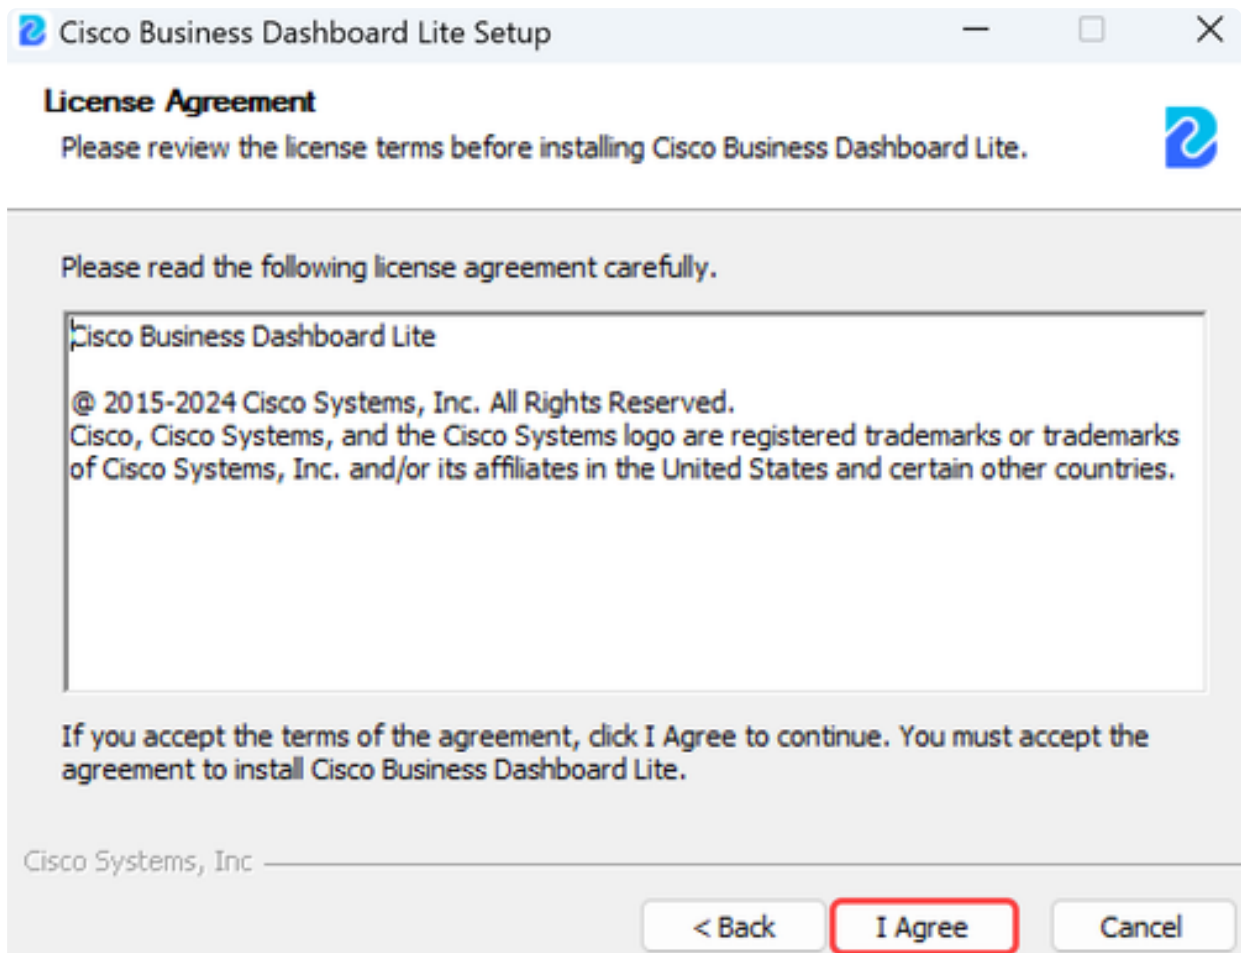 Cisco Business Dashboard Lite Setup
License Agreement
Please review the license terms before installing Cisco Business Dashboard Lite.
Please read the following license agreement carefully.
Cisco Business Dashboard Lite
@ 2015-2024 Cisco Systems, Inc. All Rights Reserved.
Cisco, Cisco Systems, and the Cisco Systems logo are registered trademarks or trademarks
of Cisco Systems, Inc. and/or its affiliates in the United States and certain other countries.
If you accept the terms of the agreement, click I Agree to continue. You must accept the
agreement to install Cisco Business Dashboard Lite.
Cisco Systems, Inc
< Back I Agree Cancel